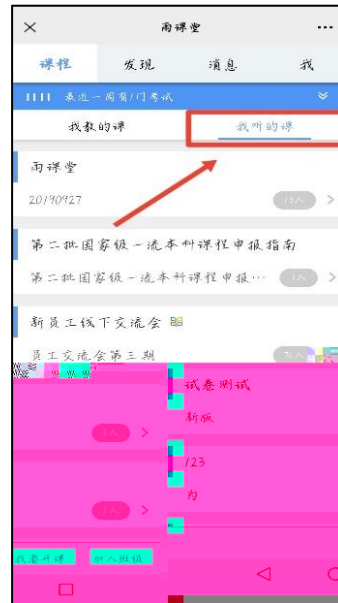 雨课堂
课程 发现 消息 我
最近一周有门考试
我教的课 我听的课
雨课堂
20190927
第二批国家级一流本科课程申报指南
第二批国家级一流本科课程申报…
新员工线下交流会
员工交流会第三期
试卷测试
新版
123
为
我要开课 加入班级